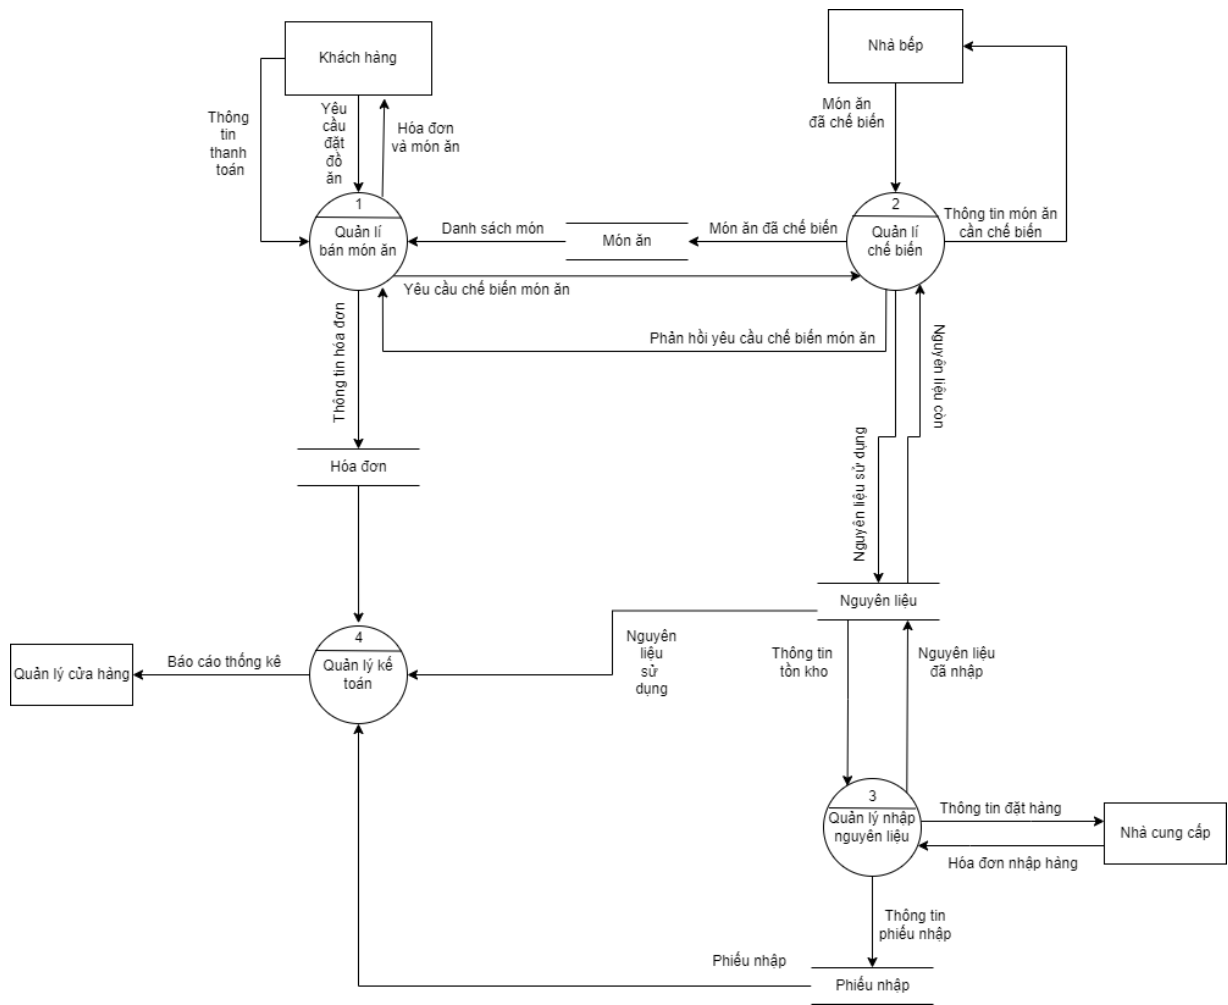 Khách hàng
Nhà bếp
Thông
tin
thanh
toán
Yêu
cầu
đặt
đồ
ăn
Hóa đơn
và món ăn
Món ăn
đã chế biến
1
Quản lí
bán món ăn
Danh sách món
Món ăn
Món ăn đã chế biến
2
Quản lí
chế biến
Thông tin món ăn
cần chế biến
Yêu cầu chế biến món ăn
Phản hồi yêu cầu chế biến món ăn
Thông tin hóa đơn
Nguyên liệu còn
Nguyên liệu sử dụng
Hóa đơn
Nguyên liệu
4
Quản lý kế
toán
Báo cáo thống kê
Quản lý cửa hàng
Nguyên
liệu
sử
dụng
Thông tin
tồn kho
Nguyên liệu
đã nhập
3
Quản lý nhập
nguyên liệu
Thông tin đặt hàng
Nhà cung cấp
Hóa đơn nhập hàng
Thông tin
phiếu nhập
Phiếu nhập
Phiếu nhập